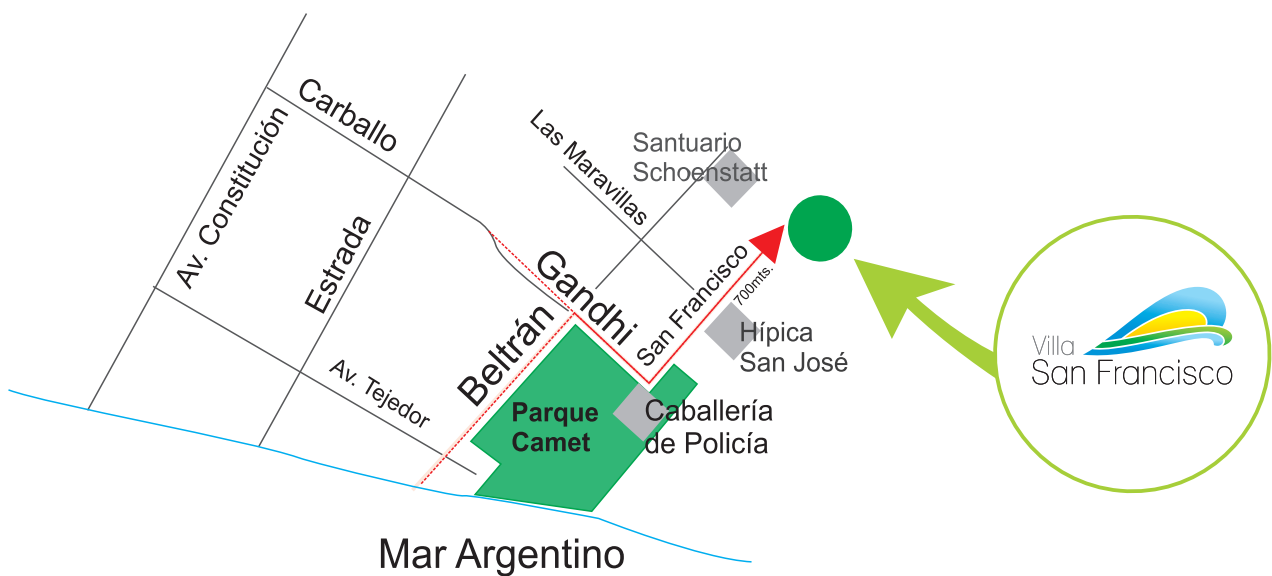 Carballo
Av. Constitución
Estrada
Las Maravillas
Santuario
Schoenstatt
Gandhi
San Francisco
700mts.
Beltrán
Hípica
San José
Av. Tejedor
Parque
Camet
Caballería
de Policía
Villa
San Francisco
Mar Argentino